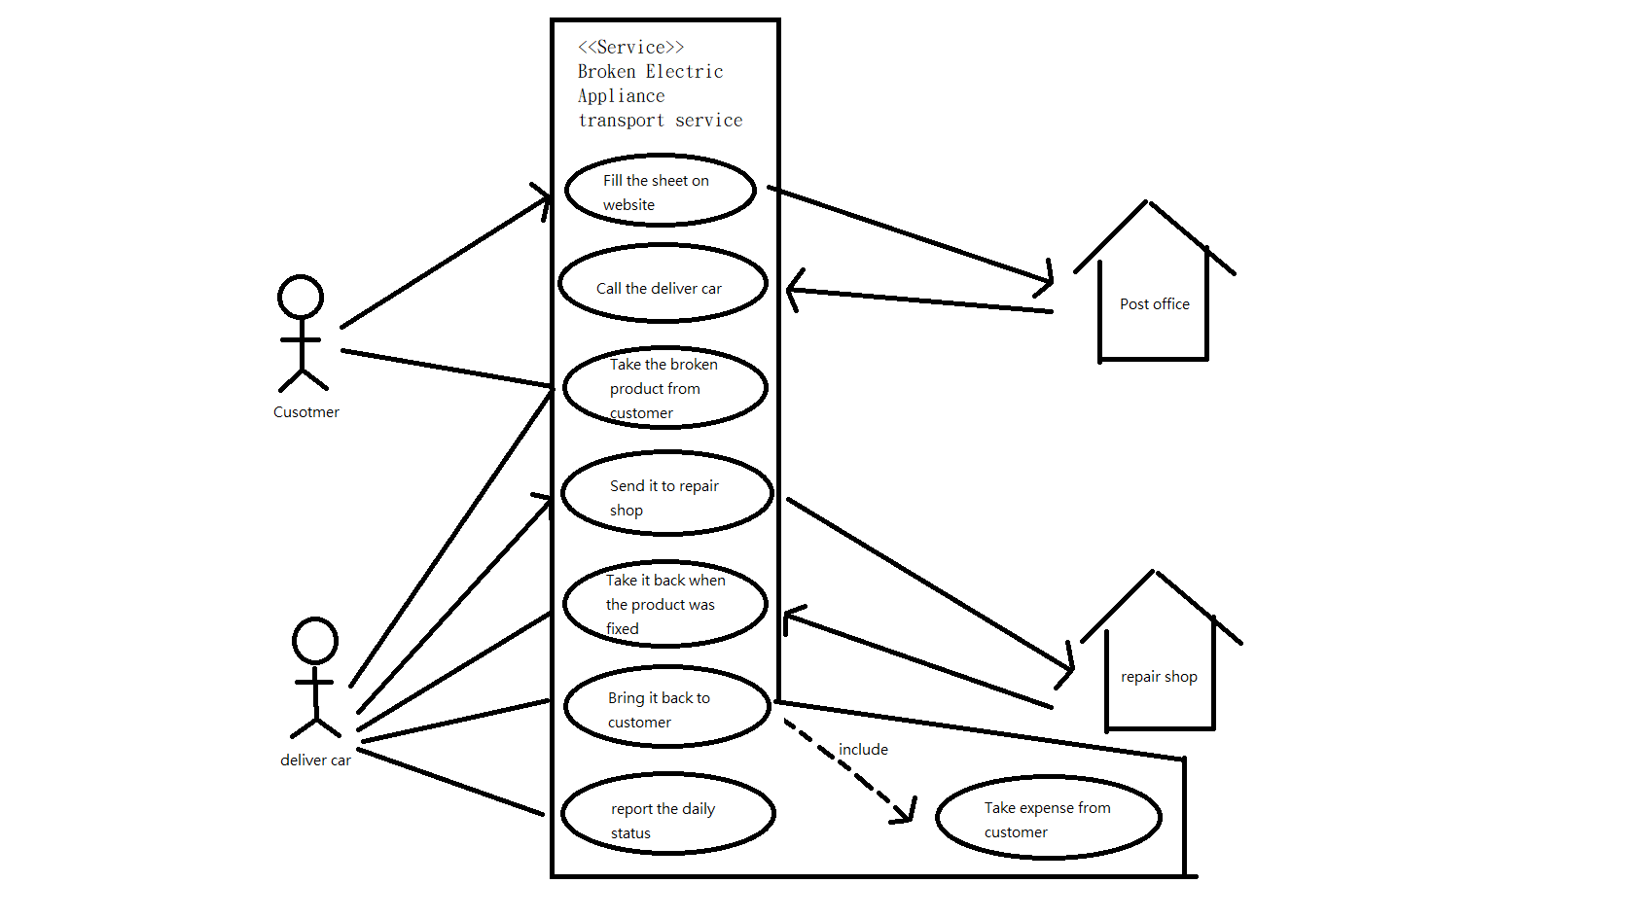 <<Service>>
Broken Electric
Appliance
transport service
Fill the sheet on
website
Call the deliver car
Take the broken
product from
customer
Send it to repair
shop
Take it back when
the product was
fixed
Bring it back to
customer
report the daily
status
include
Take expense from
customer
Cusotmer
deliver car
Post office
repair shop